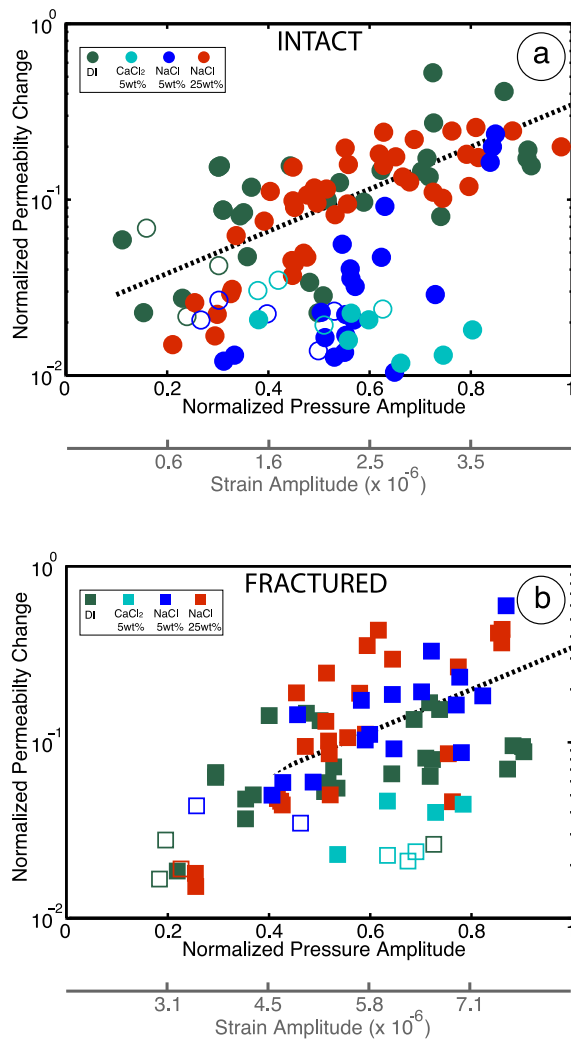 INTACT
a
DI
CaCl2
5wt%
NaCl
5wt%
NaCl
25wt%
Normalized Permeabilty Change
10^0
10^-1
10^-2
0 0.2 0.4 0.6 0.8 1
Normalized Pressure Amplitude
0.6 1.6 2.5 3.5
Strain Amplitude (x 10^-6)
FRACTURED
b
DI
CaCl2
5wt%
NaCl
5wt%
NaCl
25wt%
Normalized Permeabilty Change
10^0
10^-1
10^-2
0 0.2 0.4 0.6 0.8 1
Normalized Pressure Amplitude
3.1 4.5 5.8 7.1
Strain Amplitude (x 10^-6)